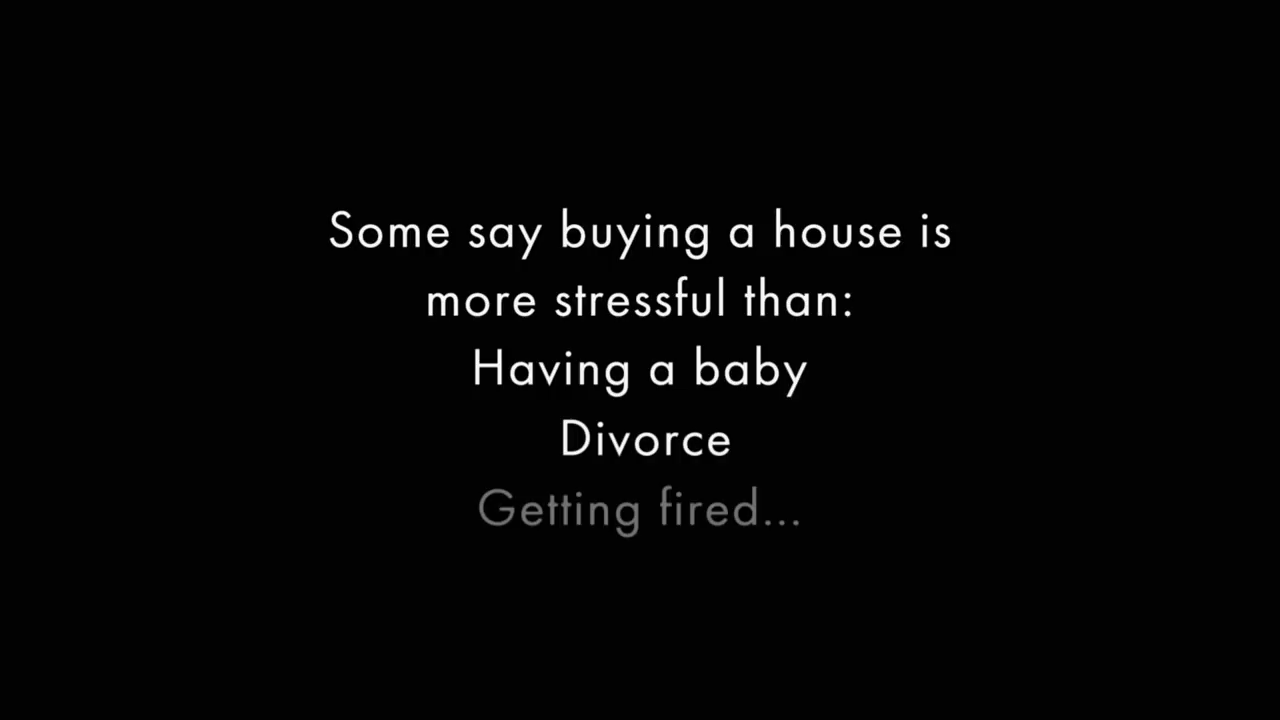 Some say buying a house is
more stressful than:
Having a baby
Divorce
Getting fired...